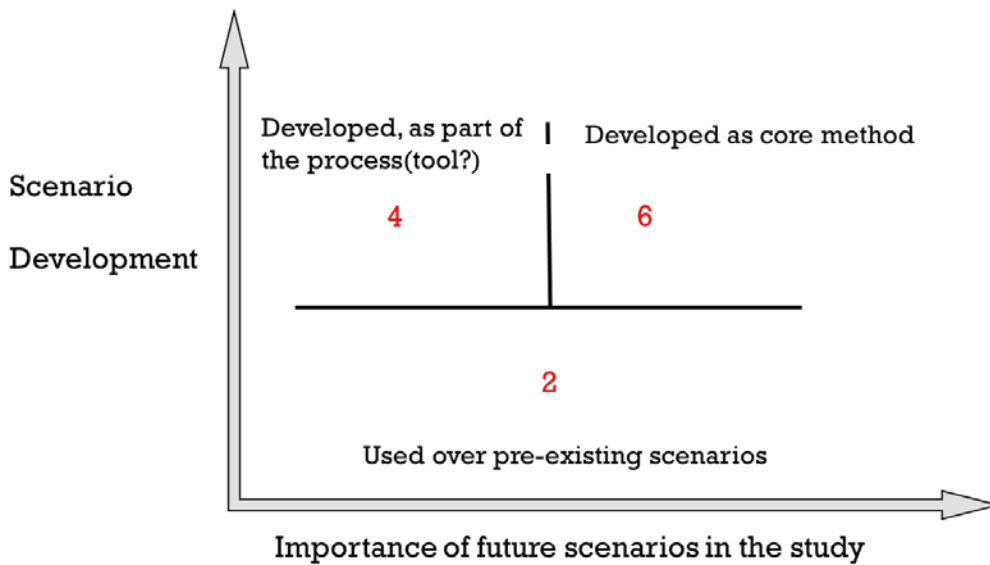 Developed, as part of
the process(tool?)
Developed as core method
Scenario
Development
4
6
2
Used over pre-existing scenarios
Importance of future scenarios in the study